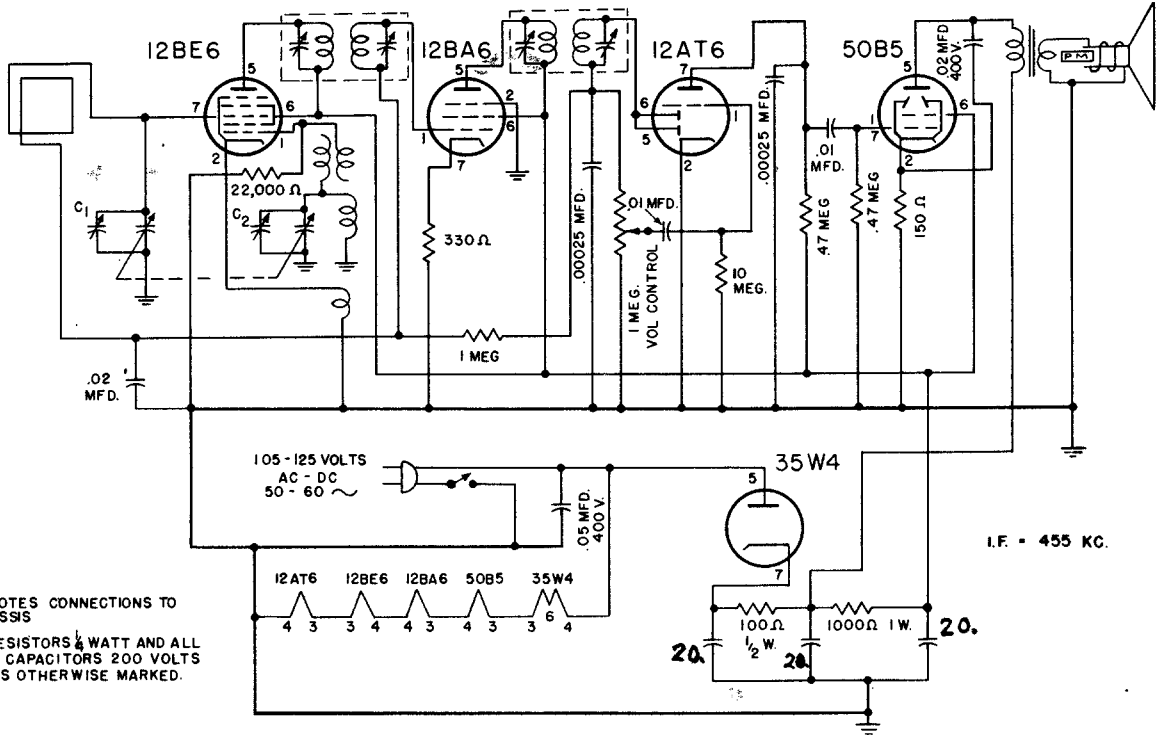 12BE6
12BA6
12AT6
50B5
.02 MFD
400 V.
PM
5
7
6
1
2
22,000 Ω
C1
C2
5
2
6
1
7
330 Ω
7
6
5
1
2
.00025 MFD.
.00025 MFD.
.01 MFD.
1 MEG.
VOL CONTROL
10
MEG.
.47 MEG
.01
MFD.
.47 MEG
5
6
1
7
2
150 Ω
1 MEG
.02
MFD.
105-125 VOLTS
AC - DC
50 - 60 ~
.05 MFD.
400 V.
35W4
5
7
I.F. = 455 KC.
12AT6 12BE6 12BA6 50B5 35W4
4 3 4 3 4 3 4 3 3 6 4
100Ω
1/2 W.
1000Ω 1 W.
20.
20.
20.
OTES CONNECTIONS TO
SSIS
ESISTORS 1/4 WATT AND ALL
CAPACITORS 200 VOLTS
S OTHERWISE MARKED.